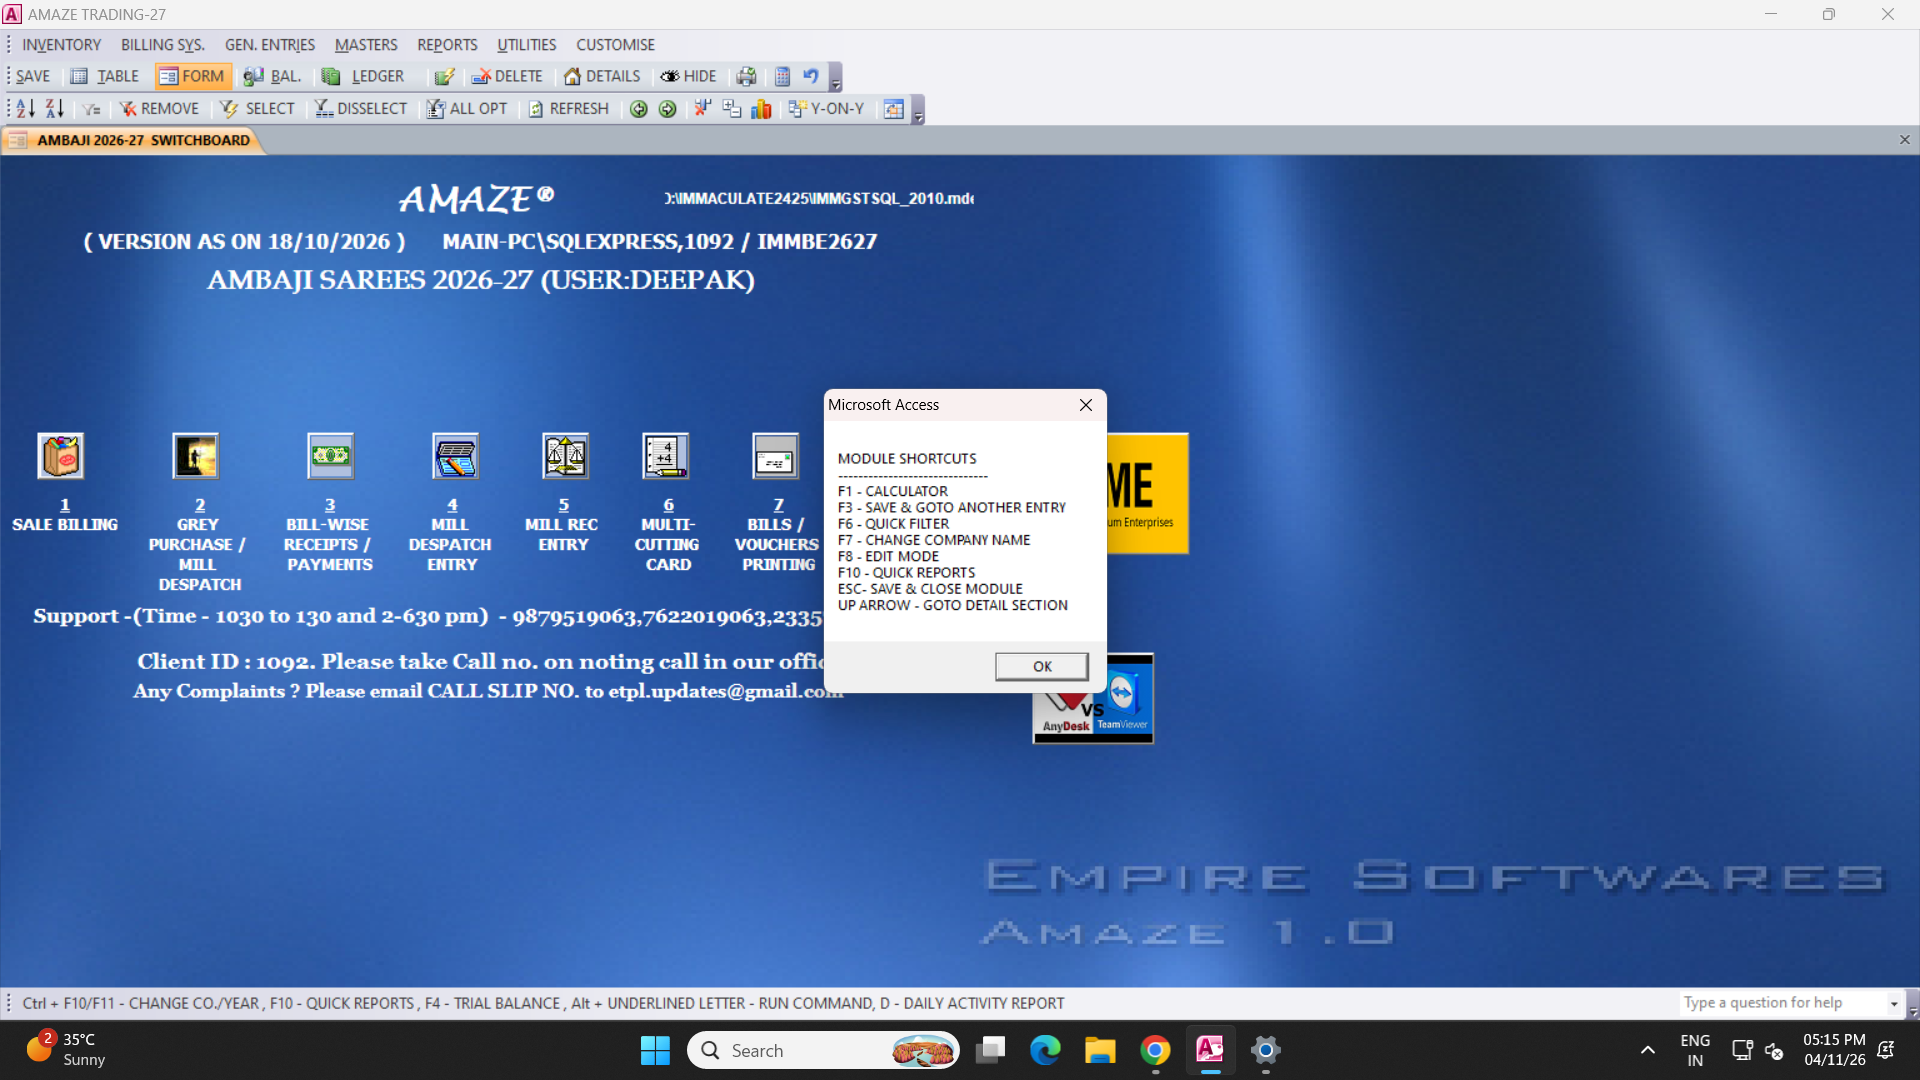 AMAZE TRADING-27
INVENTORY BILLING SYS. GEN. ENTRIES MASTERS REPORTS UTILITIES CUSTOMISE
SAVE TABLE FORM BAL. LEDGER DELETE DETAILS HIDE
REMOVE SELECT DISSELECT ALL OPT REFRESH Y-ON-Y
AMBAJI 2026-27 SWITCHBOARD
AMAZE®
D:\IMMACULATE2425\IMMGSTSQL_2010.mde
( VERSION AS ON 18/10/2026 ) MAIN-PC\SQLEXPRESS,1092 / IMMBE2627
AMBAJI SAREES 2026-27 (USER:DEEPAK)
1
SALE BILLING
2
GREY
PURCHASE /
MILL
DESPATCH
3
BILL-WISE
RECEIPTS /
PAYMENTS
4
MILL
DESPATCH
ENTRY
5
MILL REC
ENTRY
6
MULTI-
CUTTING
CARD
7
BILLS /
VOUCHERS
PRINTING
Microsoft Access
MODULE SHORTCUTS
------------------------------
F1 - CALCULATOR
F3 - SAVE & GOTO ANOTHER ENTRY
F6 - QUICK FILTER
F7 - CHANGE COMPANY NAME
F8 - EDIT MODE
F10 - QUICK REPORTS
ESC- SAVE & CLOSE MODULE
UP ARROW - GOTO DETAIL SECTION
OK
ME
um Enterprises
Support -(Time - 1030 to 130 and 2-630 pm) - 9879519063,7622019063,2335
Client ID : 1092. Please take Call no. on noting call in our offic
Any Complaints ? Please email CALL SLIP NO. to etpl.updates@gmail.com
VS
AnyDesk TeamViewer
EMPIRE SOFTWARES
AMAZE 1.0
Ctrl + F10/F11 - CHANGE CO./YEAR , F10 - QUICK REPORTS , F4 - TRIAL BALANCE , Alt + UNDERLINED LETTER - RUN COMMAND, D - DAILY ACTIVITY REPORT
Type a question for help
2
35°C
Sunny
Search
ENG
IN
05:15 PM
04/11/26